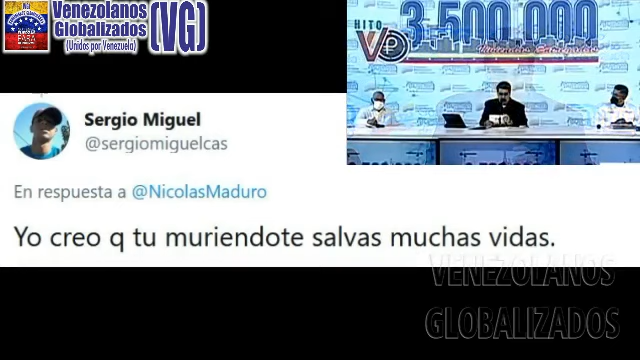 Venezolanos
Globalizados
(Unidos por Venezuela)
(VG)
HITO
3,500,000
Sergio Miguel
@sergiomiguelcas
En respuesta a @NicolasMaduro
Yo creo q tu muriendote salvas muchas vidas.
VENEZOLANOS
GLOBALIZADOS